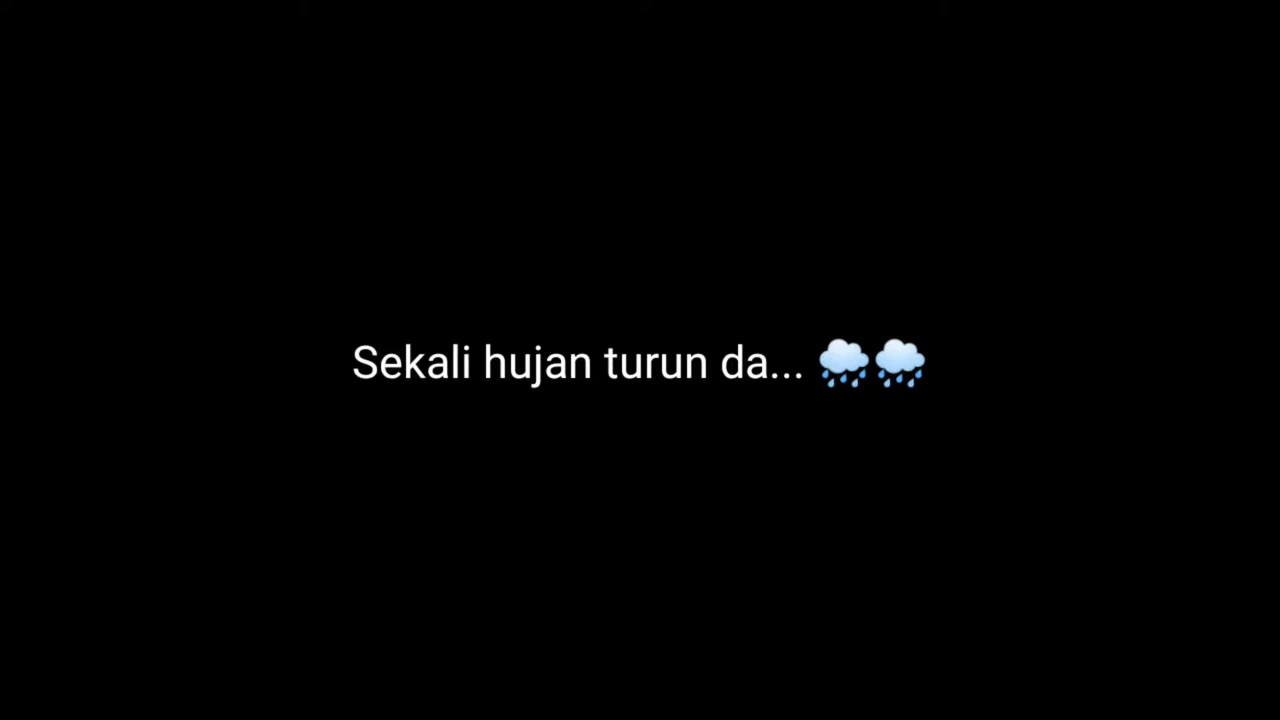 Sekali hujan turun da... 🌧️🌧️